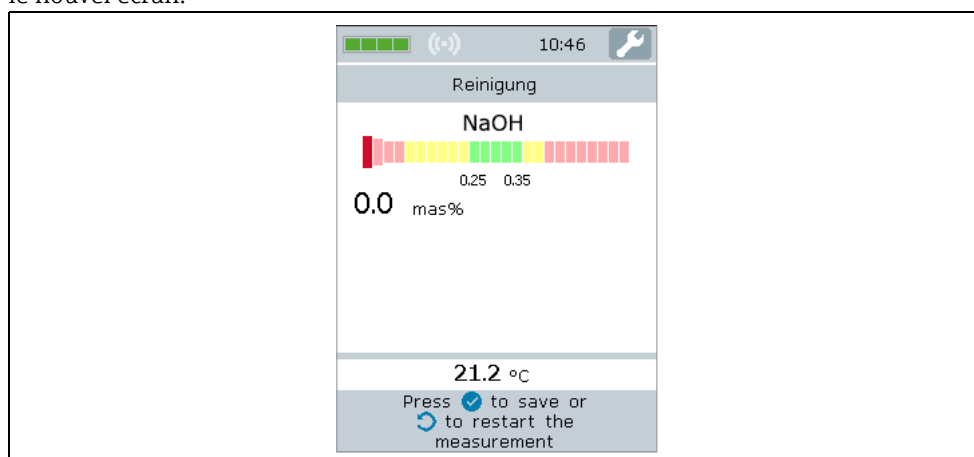 le nouvel écran.
10:46
Reinigung
NaOH
0.25 0.35
0.0 mas%
21.2 °C
Press to save or
to restart the
measurement